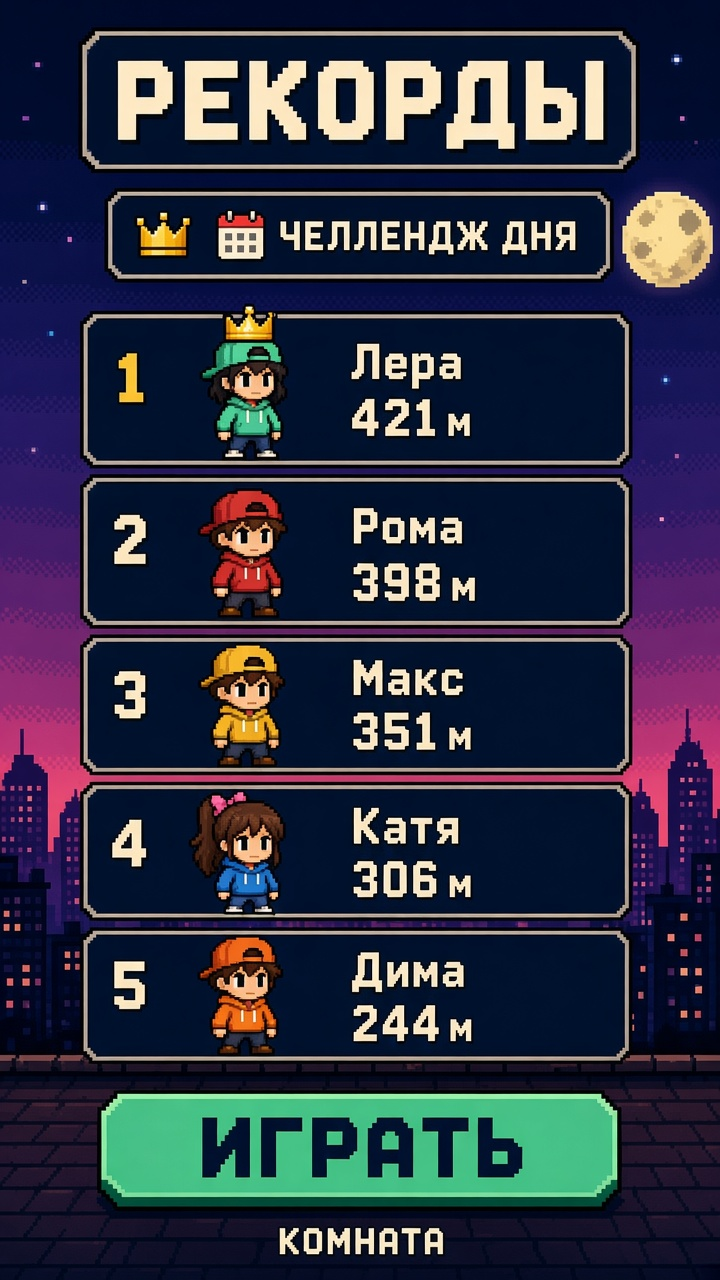 РЕКОРДЫ
ЧЕЛЛЕНДЖ ДНЯ
1
Лера
421 м
2
Рома
398 м
3
Макс
351 м
4
Катя
306 м
5
Дима
244 м
ИГРАТЬ
КОМНАТА